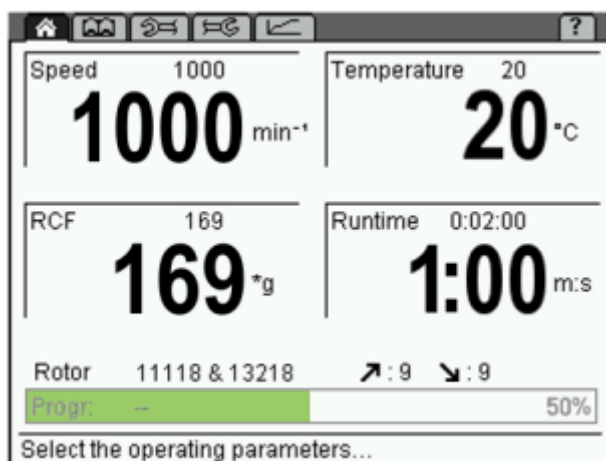 ?
Speed 1000
1000 min⁻¹
Temperature 20
20 °C
RCF 169
169 *g
Runtime 0:02:00
1:00 m:s
Rotor 11118 & 13218 ↗: 9 ↘: 9
Progr: -- 50%
Select the operating parameters...